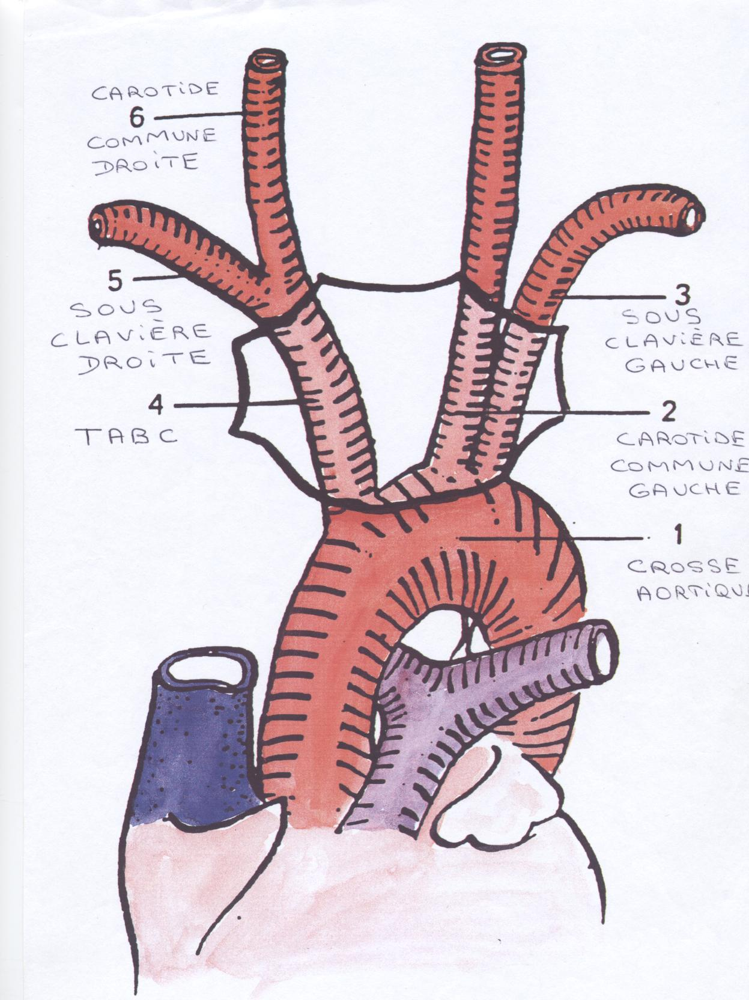 CAROTIDE
6
COMMUNE
DROITE
5
SOUS
CLAVIÈRE
DROITE
4
TABC
3
SOUS
CLAVIÈRE
GAUCHE
2
CAROTIDE
COMMUNE
GAUCHE
1
CROSSE
AORTIQUE